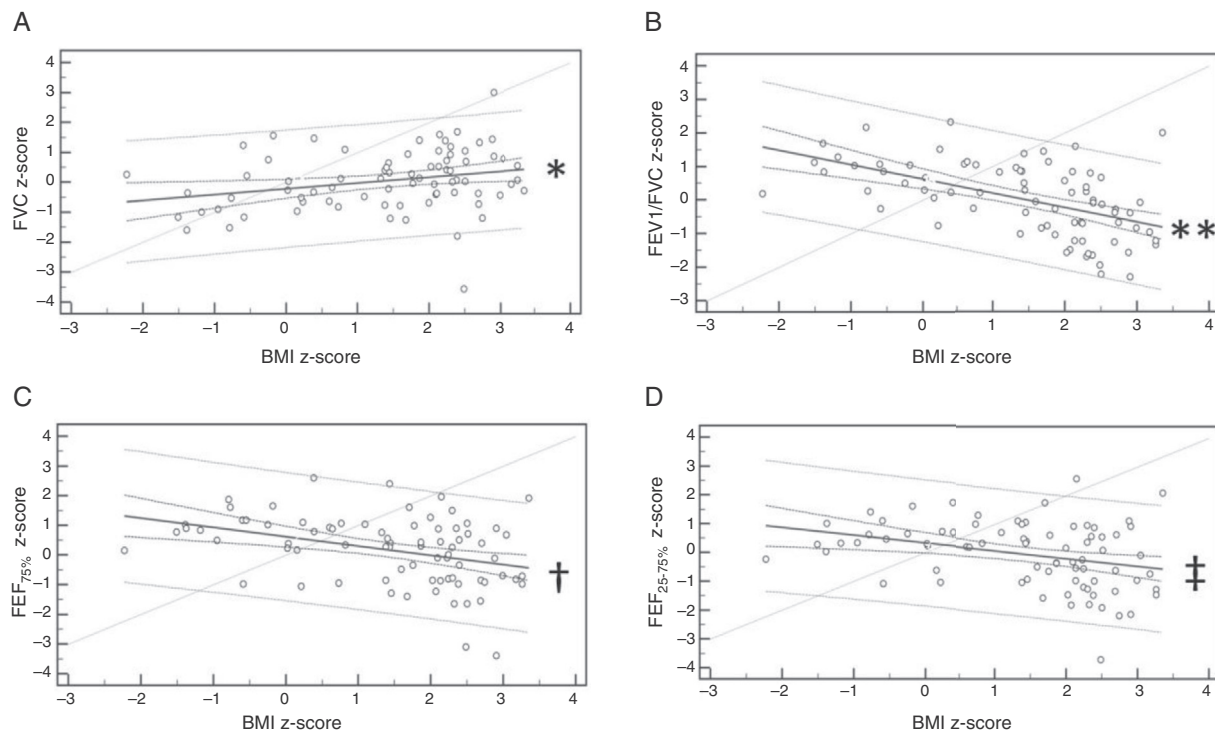 A
FVC z-score
4
3
2
1
0
–1
–2
–3
–4
*
–3 –2 –1 0 1 2 3 4
BMI z-score
B
FEV1/FVC z-score
4
3
2
1
0
–1
–2
–3
**
–3 –2 –1 0 1 2 3 4
BMI z-score
C
FEF75% z-score
4
3
2
1
0
–1
–2
–3
–4
†
–3 –2 –1 0 1 2 3 4
BMI z-score
D
FEF25-75% z-score
4
3
2
1
0
–1
–2
–3
–4
‡
–3 –2 –1 0 1 2 3 4
BMI z-score